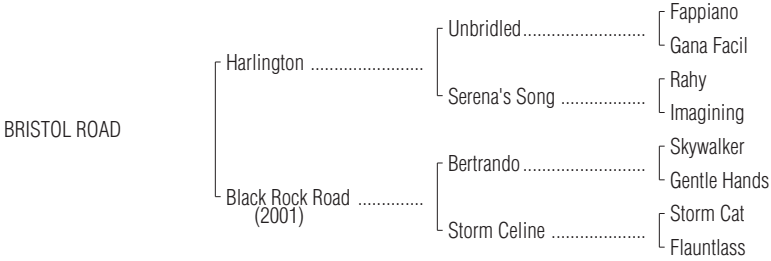 Fappiano
Unbridled..........................
Gana Facil
Harlington ........................
Rahy
Serena's Song ..................
Imagining
BRISTOL ROAD
Skywalker
Bertrando..........................
Gentle Hands
Black Rock Road ..............
(2001)
Storm Cat
Storm Celine ....................
Flauntlass